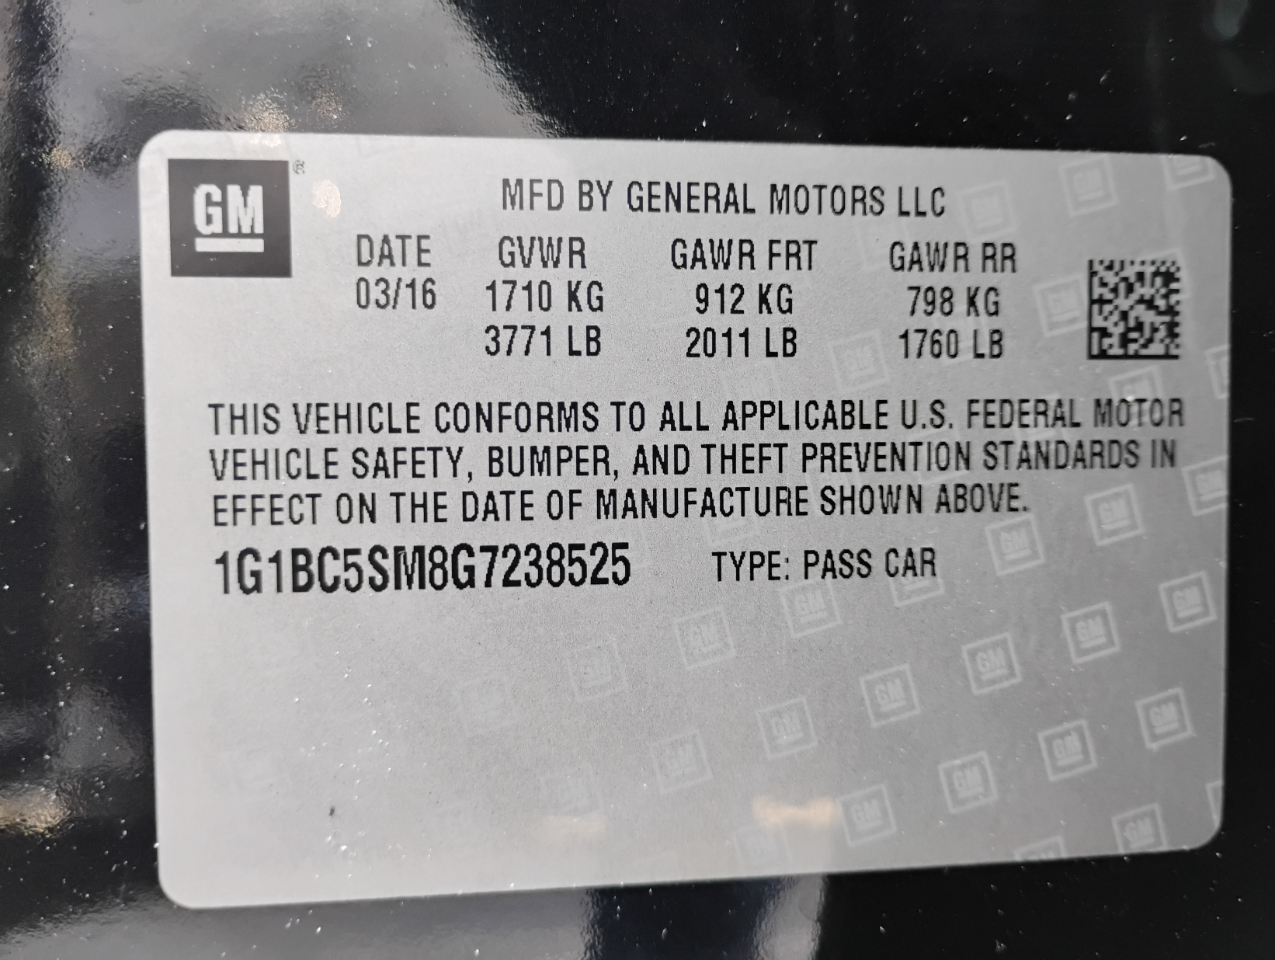 GM ®
MFD BY GENERAL MOTORS LLC
DATE GVWR GAWR FRT GAWR RR
03/16 1710 KG 912 KG 798 KG
3771 LB 2011 LB 1760 LB
THIS VEHICLE CONFORMS TO ALL APPLICABLE U.S. FEDERAL MOTOR
VEHICLE SAFETY, BUMPER, AND THEFT PREVENTION STANDARDS IN
EFFECT ON THE DATE OF MANUFACTURE SHOWN ABOVE.
1G1BC5SM8G7238525 TYPE: PASS CAR